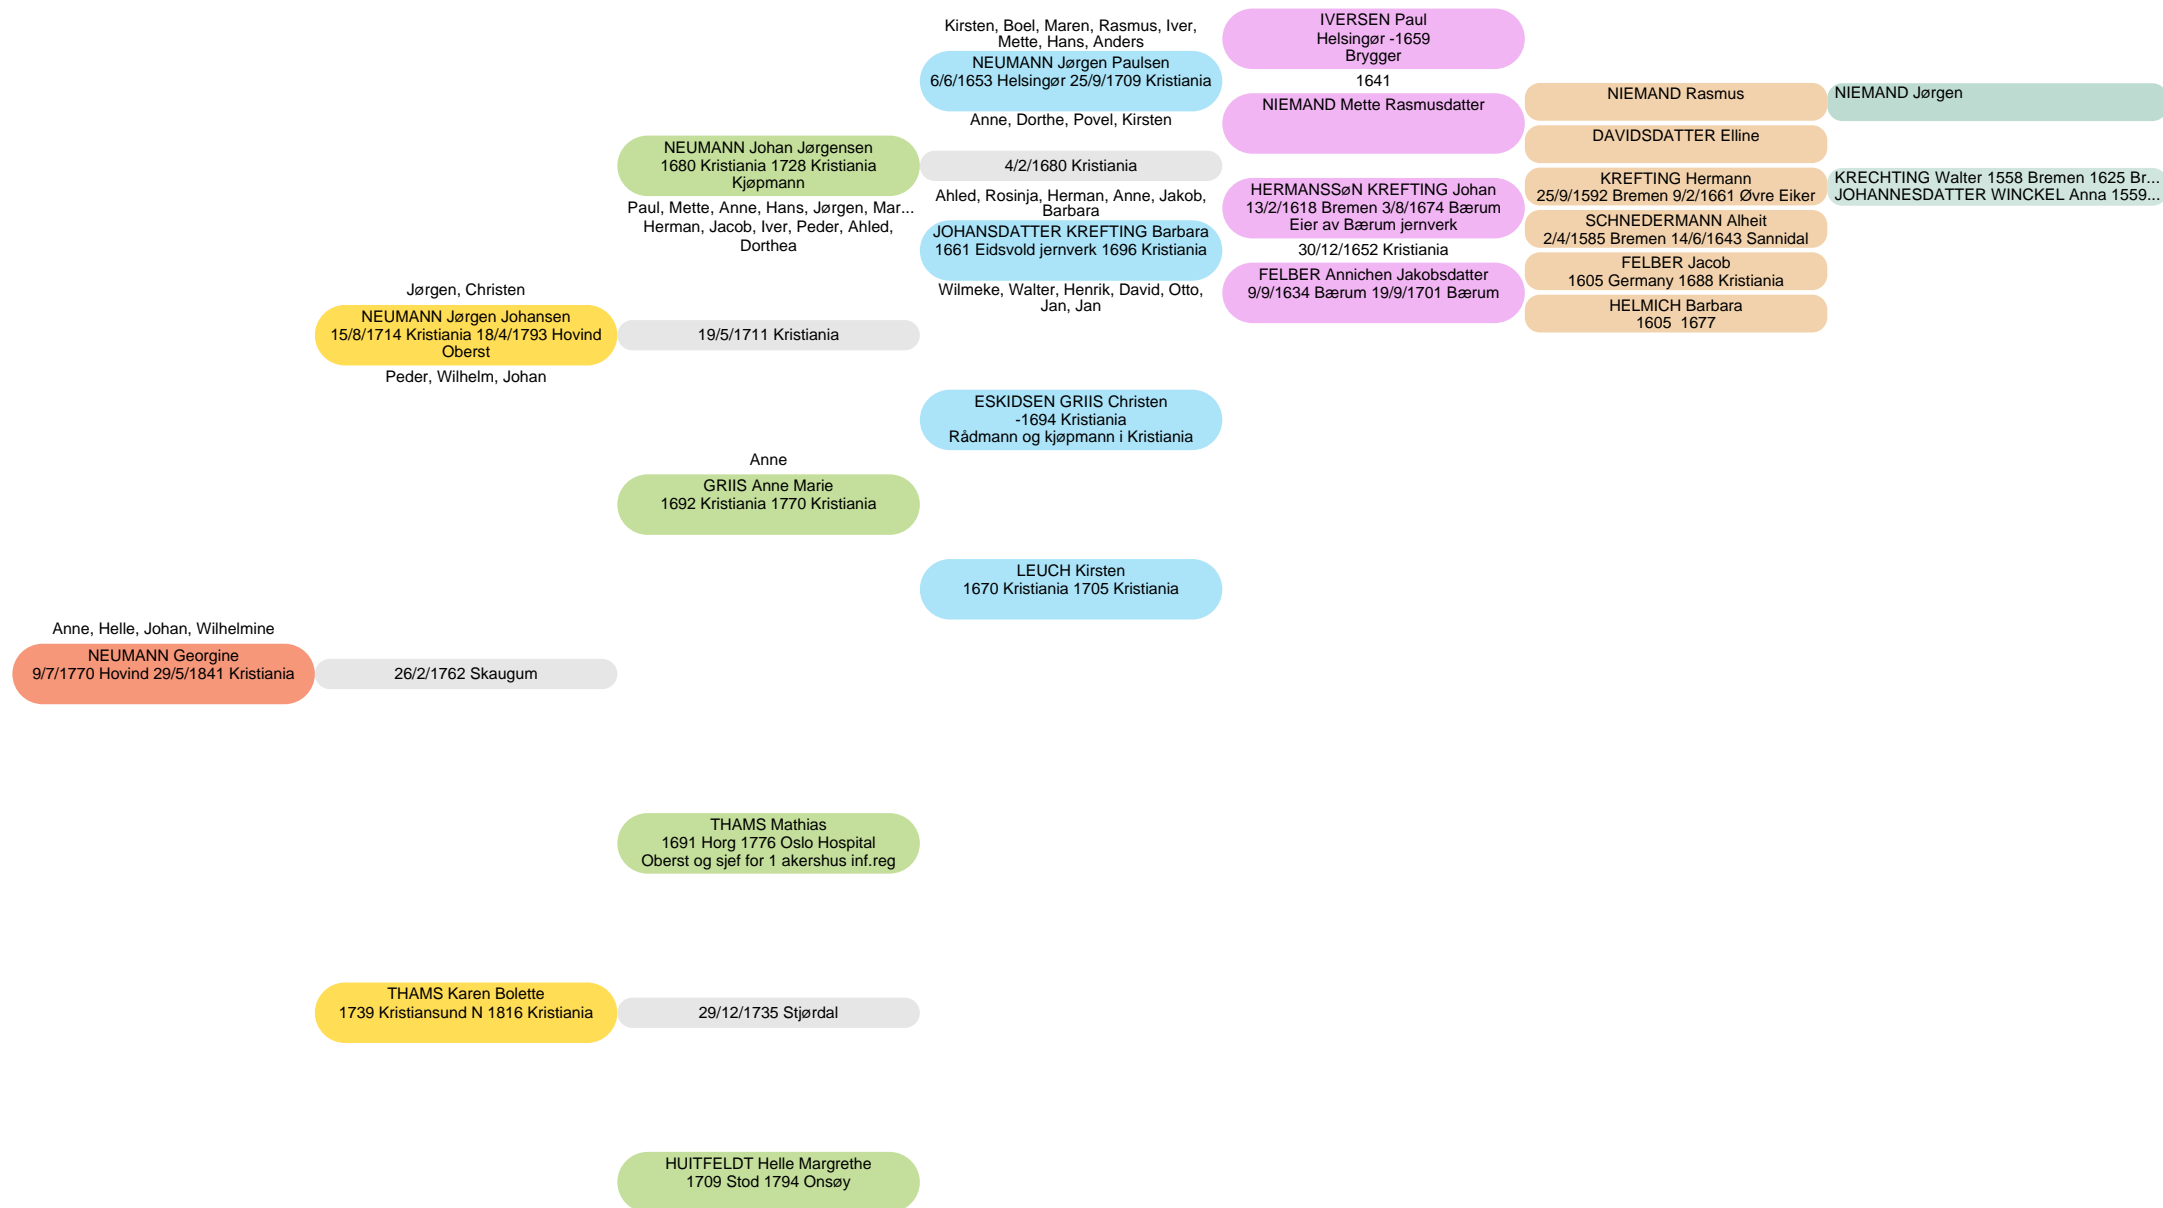 Kirsten, Boel, Maren, Rasmus, Iver,
Mette, Hans, Anders
NEUMANN Jørgen Paulsen
6/6/1653 Helsingør 25/9/1709 Kristiania
Anne, Dorthe, Povel, Kirsten
IVERSEN Paul
Helsingør -1659
Brygger
1641
NIEMAND Mette Rasmusdatter
NIEMAND Rasmus
NIEMAND Jørgen
DAVIDSDATTER Elline
NEUMANN Johan Jørgensen
1680 Kristiania 1728 Kristiania
Kjøpmann
4/2/1680 Kristiania
Paul, Mette, Anne, Hans, Jørgen, Mar...
Herman, Jacob, Iver, Peder, Ahled,
Dorthea
Ahled, Rosinja, Herman, Anne, Jakob,
Barbara
JOHANSDATTER KREFTING Barbara
1661 Eidsvold jernverk 1696 Kristiania
Wilmeke, Walter, Henrik, David, Otto,
Jan, Jan
HERMANSSøN KREFTING Johan
13/2/1618 Bremen 3/8/1674 Bærum
Eier av Bærum jernverk
30/12/1652 Kristiania
FELBER Annichen Jakobsdatter
9/9/1634 Bærum 19/9/1701 Bærum
KREFTING Hermann
25/9/1592 Bremen 9/2/1661 Øvre Eiker
KRECHTING Walter 1558 Bremen 1625 Br...
JOHANNESDATTER WINCKEL Anna 1559...
SCHNEDERMANN Alheit
2/4/1585 Bremen 14/6/1643 Sannidal
FELBER Jacob
1605 Germany 1688 Kristiania
HELMICH Barbara
1605 1677
Jørgen, Christen
NEUMANN Jørgen Johansen
15/8/1714 Kristiania 18/4/1793 Hovind
Oberst
Peder, Wilhelm, Johan
19/5/1711 Kristiania
ESKIDSEN GRIIS Christen
-1694 Kristiania
Rådmann og kjøpmann i Kristiania
Anne
GRIIS Anne Marie
1692 Kristiania 1770 Kristiania
LEUCH Kirsten
1670 Kristiania 1705 Kristiania
Anne, Helle, Johan, Wilhelmine
NEUMANN Georgine
9/7/1770 Hovind 29/5/1841 Kristiania
26/2/1762 Skaugum
THAMS Mathias
1691 Horg 1776 Oslo Hospital
Oberst og sjef for 1 akershus inf.reg
THAMS Karen Bolette
1739 Kristiansund N 1816 Kristiania
29/12/1735 Stjørdal
HUITFELDT Helle Margrethe
1709 Stod 1794 Onsøy